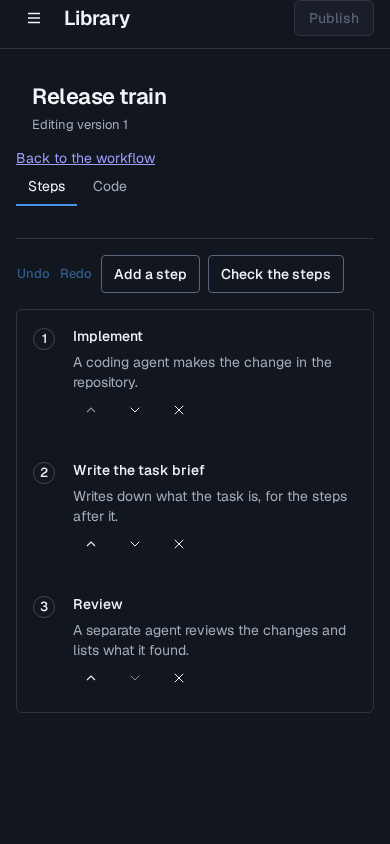 Library
Publish
Release train
Editing version 1
Back to the workflow
Steps Code
Undo Redo Add a step Check the steps
1 Implement
A coding agent makes the change in the
repository.
2 Write the task brief
Writes down what the task is, for the steps
after it.
3 Review
A separate agent reviews the changes and
lists what it found.